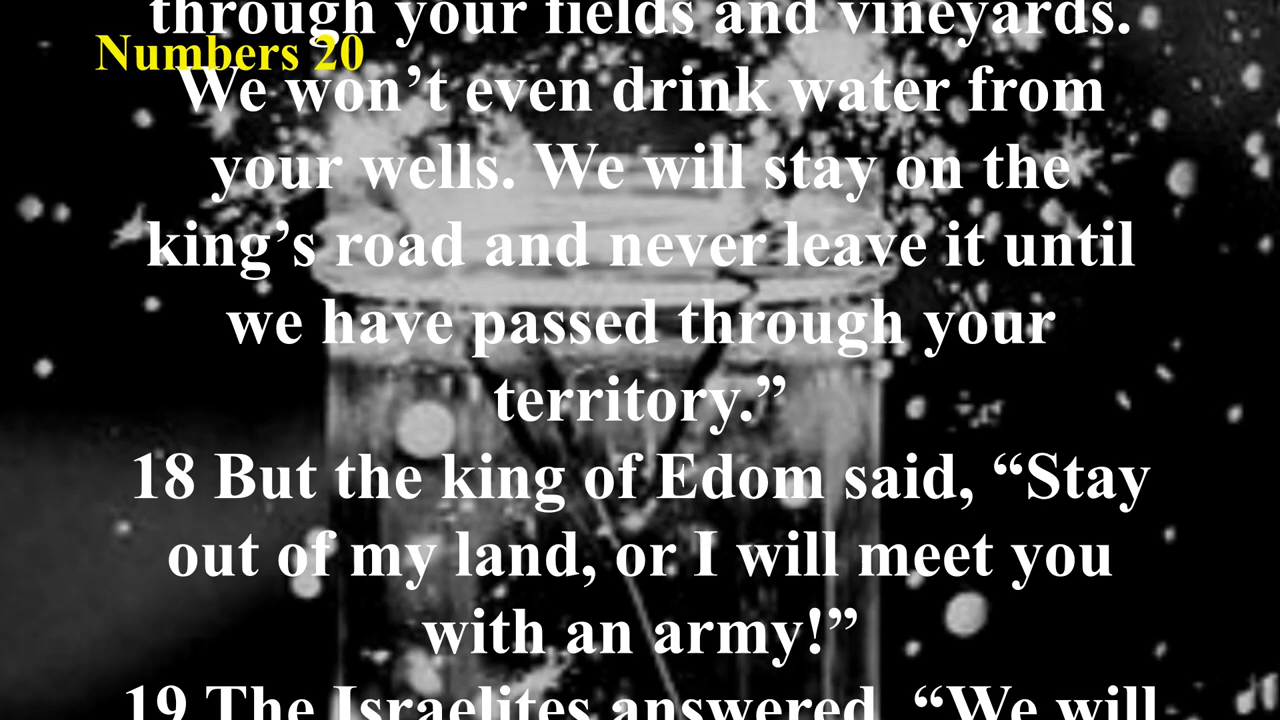 through your fields and vineyards.
Numbers 20
We won’t even drink water from
your wells. We will stay on the
king’s road and never leave it until
we have passed through your
territory.”
18 But the king of Edom said, “Stay
out of my land, or I will meet you
with an army!”
19 The Israelites answered, “We will